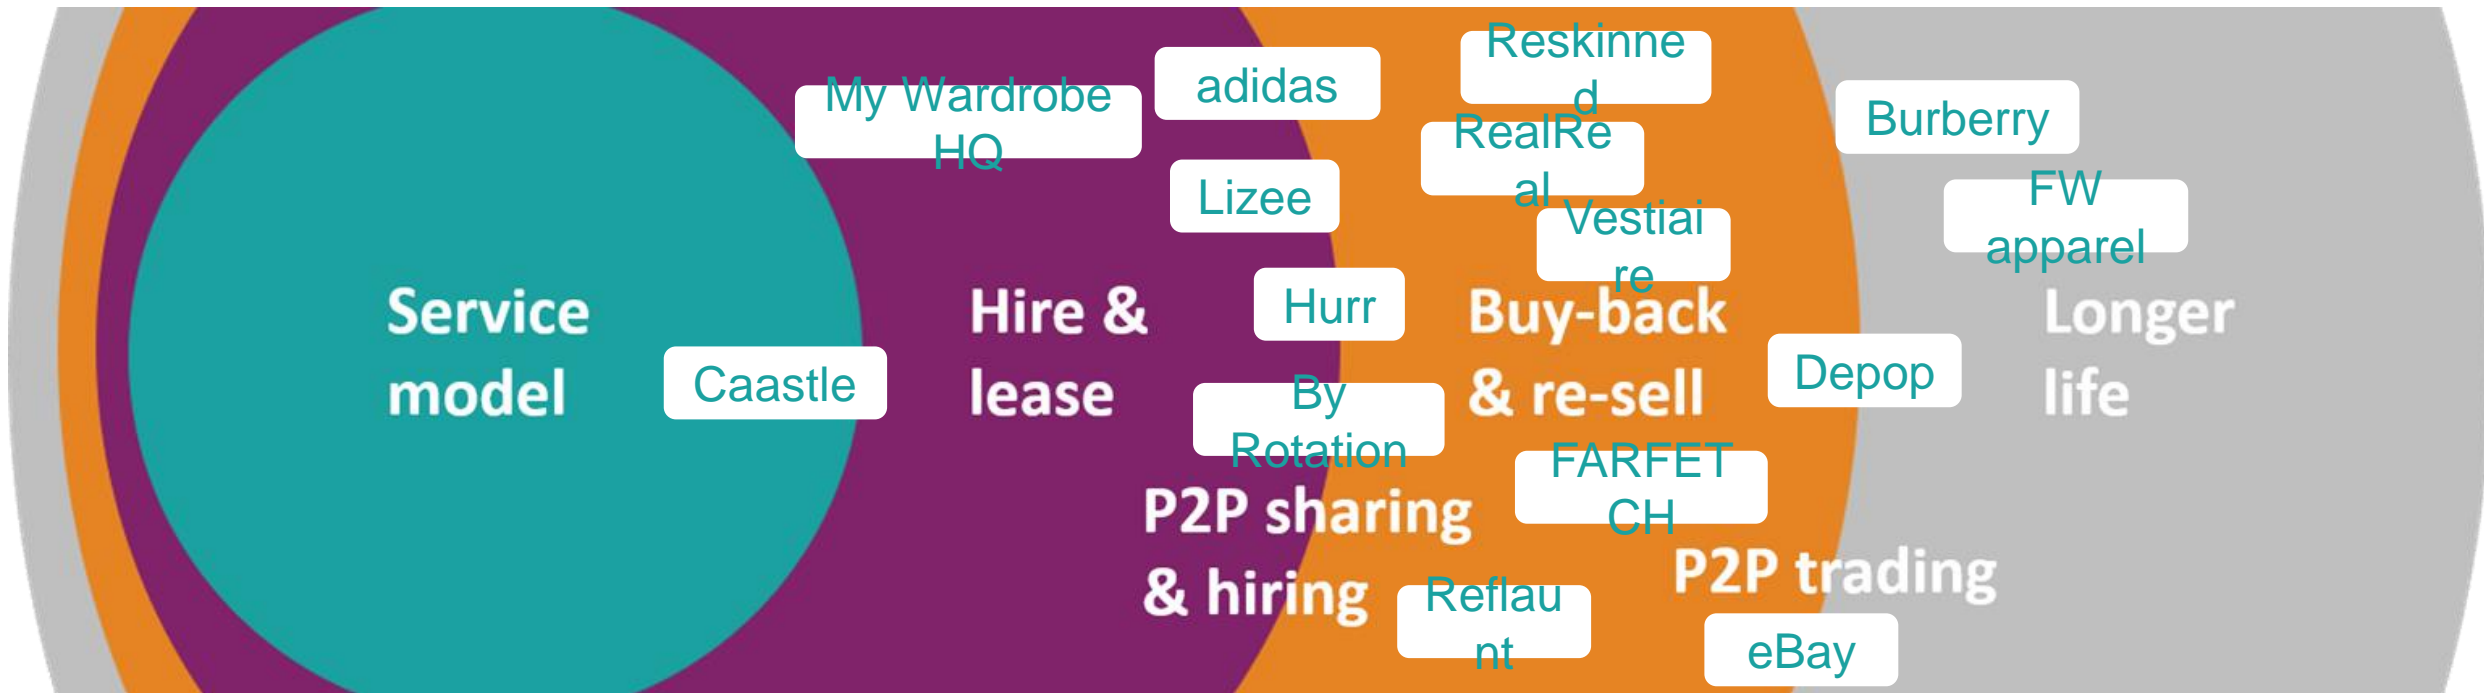 Service
model
Caastle
My Wardrobe
HQ
Hire &
lease
adidas
Lizee
Hurr
By
Rotation
P2P sharing
& hiring
Reskinne
d
RealRe
al
Vestiai
re
Buy-back
& re-sell
FARFET
CH
Reflau
nt
Depop
P2P trading
eBay
Burberry
FW
apparel
Longer
life